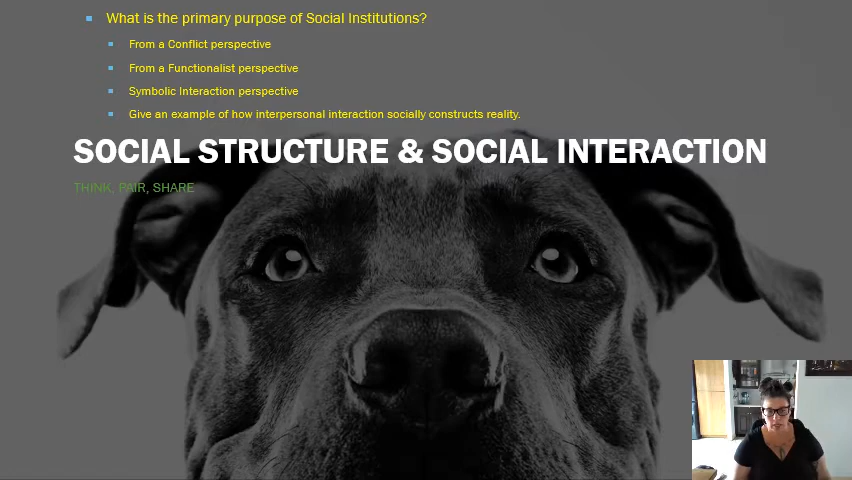 What is the primary purpose of Social Institutions?
From a Conflict perspective
From a Functionalist perspective
Symbolic Interaction perspective
Give an example of how interpersonal interaction socially constructs reality.
SOCIAL STRUCTURE & SOCIAL INTERACTION
THINK, PAIR, SHARE